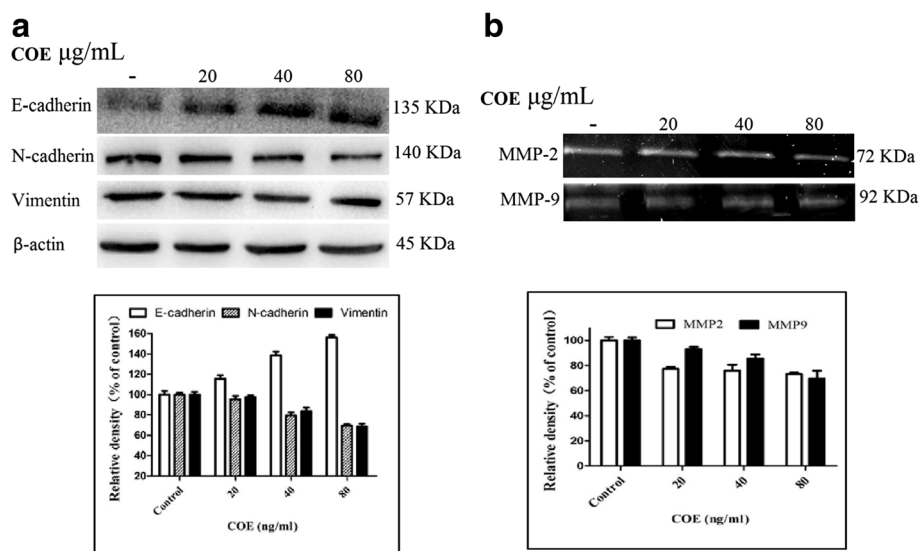 a
COE µg/mL
- 20 40 80
E-cadherin 135 KDa
N-cadherin 140 KDa
Vimentin 57 KDa
β-actin 45 KDa
E-cadherin N-cadherin Vimentin
Relative density (% of control)
160
140
120
100
80
60
40
20
Control 20 40 80
COE (ng/ml)
b
COE µg/mL
- 20 40 80
MMP-2 72 KDa
MMP-9 92 KDa
MMP2 MMP9
Relative density (% of control)
100
80
60
40
20
0
Control 20 40 80
COE (ng/ml)